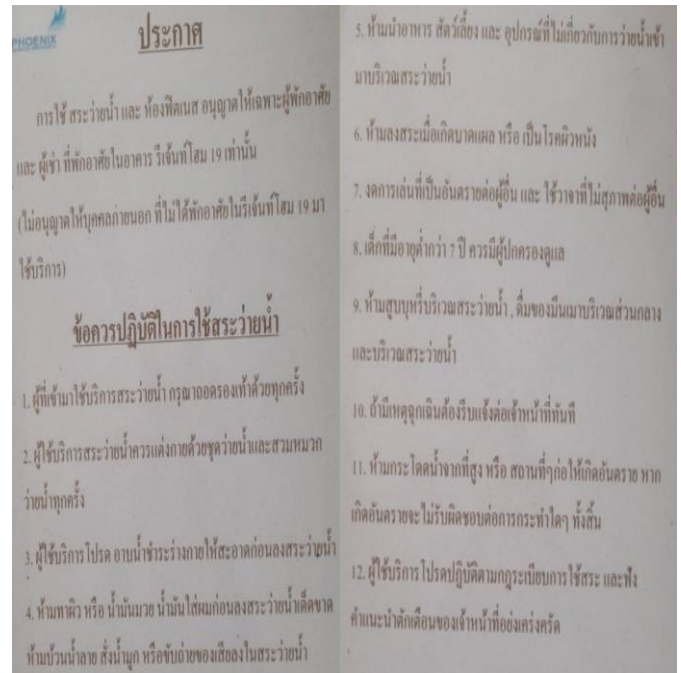 PHOENIX
ประกาศ
การใช้ สระว่ายน้ำ และ ห้องฟิตเนส อนุญาตให้เฉพาะผู้พักอาศัย
และ ผู้เช่า ที่พักอาศัยในอาคาร รีเจ้นท์โฮม 19 เท่านั้น
(ไม่อนุญาตให้บุคคลภายนอก ที่ไม่ได้พักอาศัยในรีเจ้นท์โฮม 19 มา
ใช้บริการ)
ข้อควรปฏิบัติในการใช้สระว่ายน้ำ
1. ผู้ที่เข้ามาใช้บริการสระว่ายน้ำ กรุณาถอดรองเท้าด้วยทุกครั้ง
2. ผู้ใช้บริการสระว่ายน้ำควรแต่งกายด้วยชุดว่ายน้ำและสวมหมวก
ว่ายน้ำทุกครั้ง
3. ผู้ใช้บริการโปรด อาบน้ำชำระร่างกายให้สะอาดก่อนลงสระว่ายน้ำ
4. ห้ามทาผิว หรือ น้ำมันมวย น้ำมันใส่ผมก่อนลงสระว่ายน้ำเด็ดขาด
ห้ามบ้วนน้ำลาย สั่งน้ำมูก หรือขับถ่ายของเสียลงในสระว่ายน้ำ
5. ห้ามนำอาหาร สัตว์เลี้ยง และ อุปกรณ์ที่ไม่เกี่ยวกับการว่ายน้ำเข้า
มาบริเวณสระว่ายน้ำ
6. ห้ามลงสระเมื่อเกิดบาดแผล หรือ เป็นโรคผิวหนัง
7. งดการเล่นที่เป็นอันตรายต่อผู้อื่น และ ใช้วาจาที่ไม่สุภาพต่อผู้อื่น
8. เด็กที่มีอายุต่ำกว่า 7 ปี ควรมีผู้ปกครองดูแล
9. ห้ามสูบบุหรี่บริเวณสระว่ายน้ำ , ดื่มของมึนเมาบริเวณส่วนกลาง
และบริเวณสระว่ายน้ำ
10. ถ้ามีเหตุฉุกเฉินต้องรีบแจ้งต่อเจ้าหน้าที่ทันที
11. ห้ามกระโดดน้ำจากที่สูง หรือ สถานที่ๆก่อให้เกิดอันตราย หาก
เกิดอันตรายจะไม่รับผิดชอบต่อการกระทำใดๆ ทั้งสิ้น
12. ผู้ใช้บริการโปรดปฏิบัติตามกฎระเบียบการใช้สระ และฟัง
คำแนะนำตักเตือนของเจ้าหน้าที่อย่างเคร่งครัด